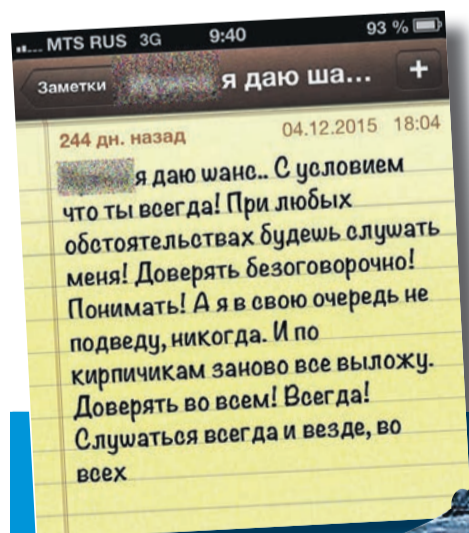 MTS RUS 3G 9:40 93 %
Заметки я даю ша... +
244 дн. назад 04.12.2015 18:04
я даю шанс.. С условием
что ты всегда! При любых
обстоятельствах будешь слушать
меня! Доверять безоговорочно!
Понимать! А я в свою очередь не
подведу, никогда. И по
кирпичикам заново все выложу.
Доверять во всем! Всегда!
Слушаться всегда и везде, во
всех